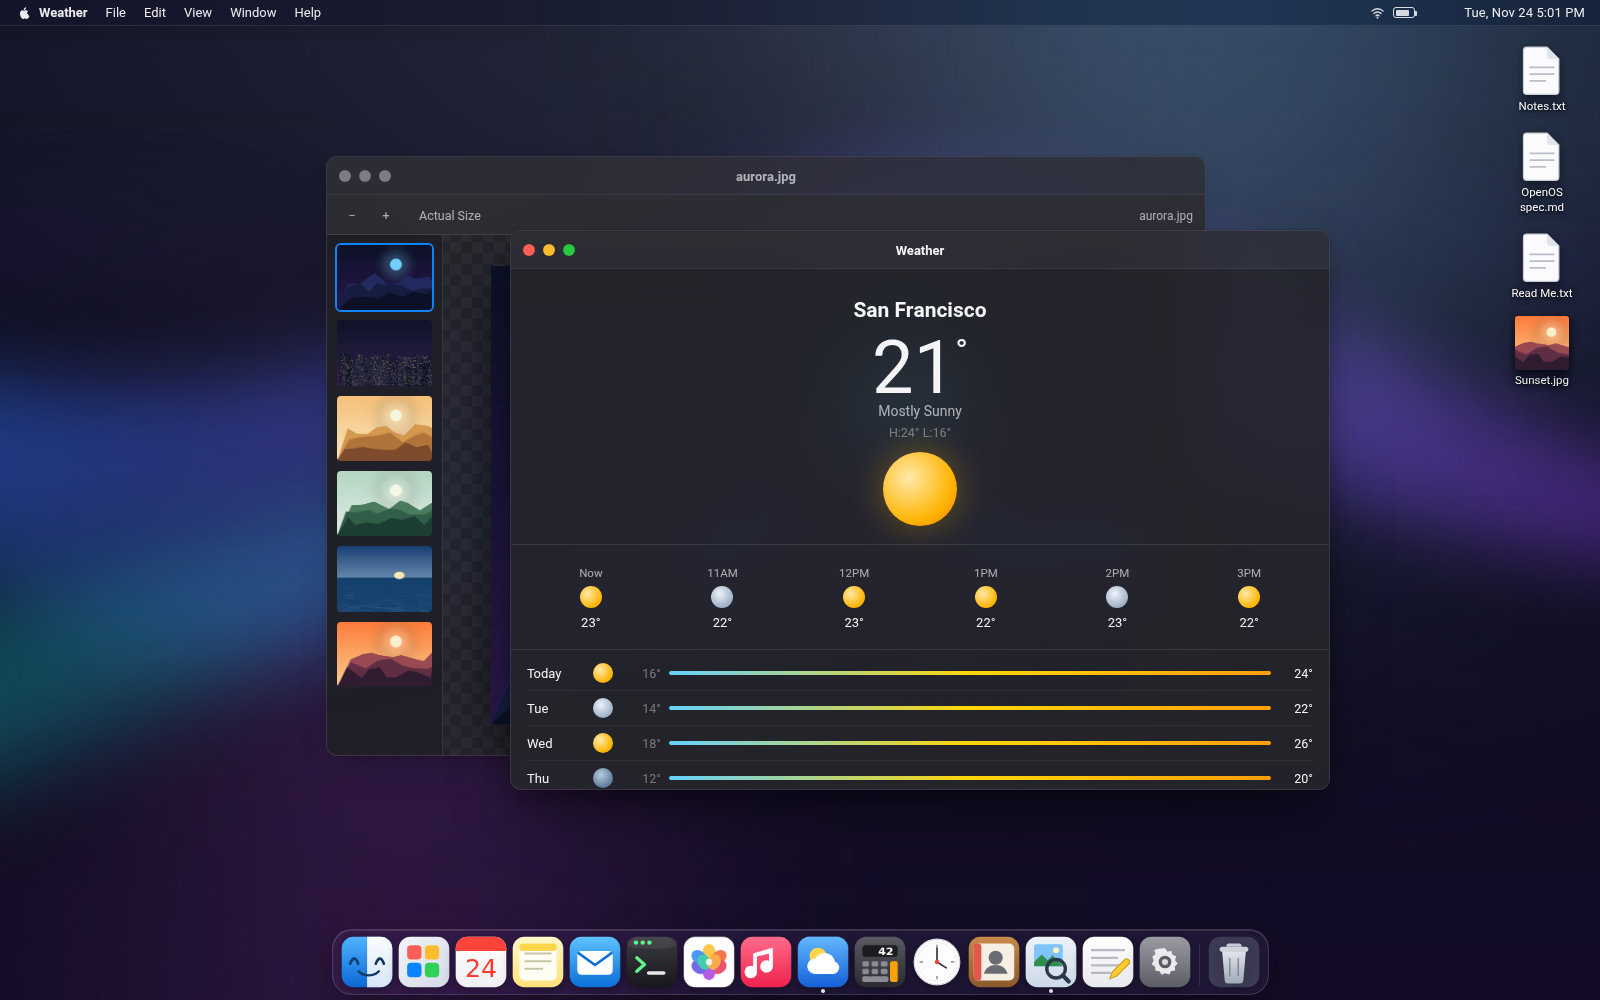 Weather File Edit View Window Help
Tue, Nov 24 5:01 PM
Notes.txt
OpenOS
spec.md
Read Me.txt
Sunset.jpg
aurora.jpg
− + Actual Size
aurora.jpg
Weather
San Francisco
21°
Mostly Sunny
H:24° L:16°
Now 11AM 12PM 1PM 2PM 3PM
23° 22° 23° 22° 23° 22°
Today 16° 24°
Tue 14° 22°
Wed 18° 26°
Thu 12° 20°
24
42